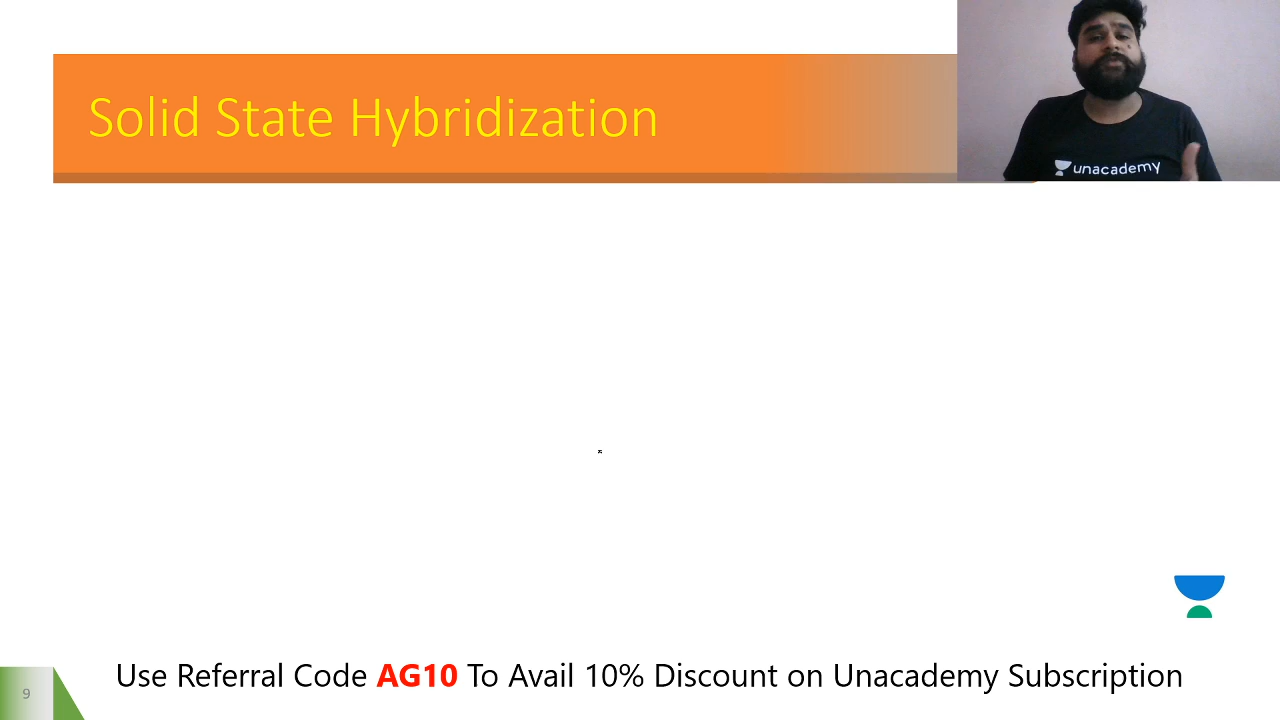 Solid State Hybridization
unacademy
Use Referral Code AG10 To Avail 10% Discount on Unacademy Subscription
9